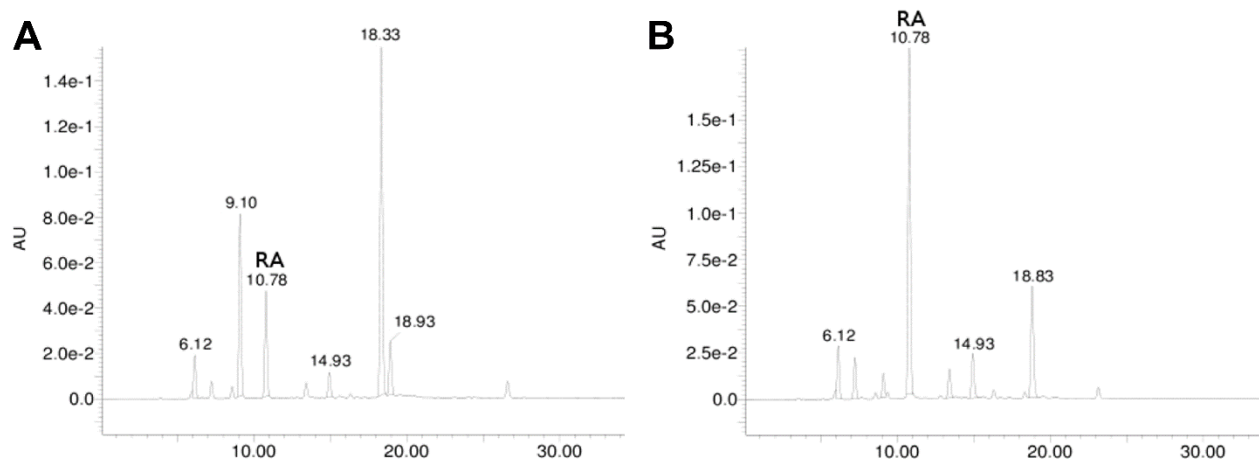 A
18.33
1.4e-1
1.2e-1
1.0e-1
9.10
8.0e-2
AU
6.0e-2
RA
10.78
4.0e-2
18.93
6.12
2.0e-2
14.93
0.0
10.00
20.00
30.00
B
RA
10.78
1.5e-1
1.25e-1
1.0e-1
AU
7.5e-2
18.83
5.0e-2
6.12
14.93
2.5e-2
0.0
10.00
20.00
30.00